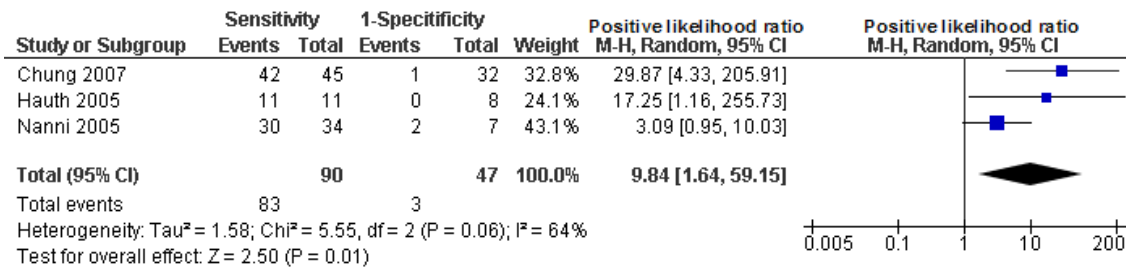 Sensitivity 1-Specitificity Positive likelihood ratio Positive likelihood ratio
Study or Subgroup Events Total Events Total Weight M-H, Random, 95% CI M-H, Random, 95% CI
Chung 2007 42 45 1 32 32.8% 29.87 [4.33, 205.91]
Hauth 2005 11 11 0 8 24.1% 17.25 [1.16, 255.73]
Nanni 2005 30 34 2 7 43.1% 3.09 [0.95, 10.03]
Total (95% CI) 90 47 100.0% 9.84 [1.64, 59.15]
Total events 83 3
Heterogeneity: Tau² = 1.58; Chi² = 5.55, df = 2 (P = 0.06); I² = 64%
Test for overall effect: Z = 2.50 (P = 0.01)
0.005 0.1 1 10 200